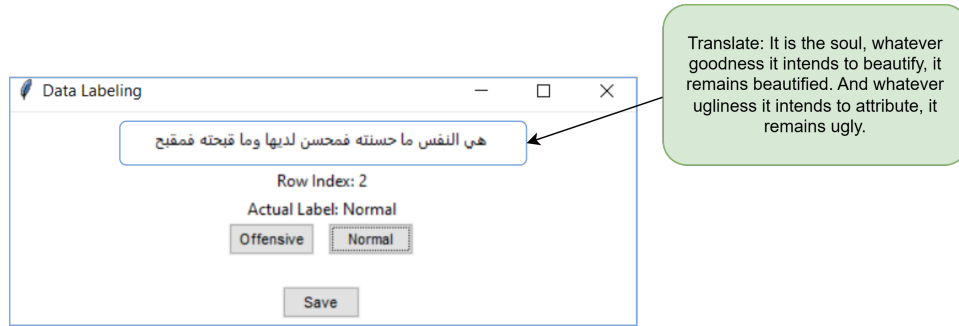 Data Labeling
هي النفس ما حسنته فمحسن لديها وما قبحته فمقبح
Row Index: 2
Actual Label: Normal
Offensive
Normal
Save
Translate: It is the soul, whatever
goodness it intends to beautify, it
remains beautified. And whatever
ugliness it intends to attribute, it
remains ugly.